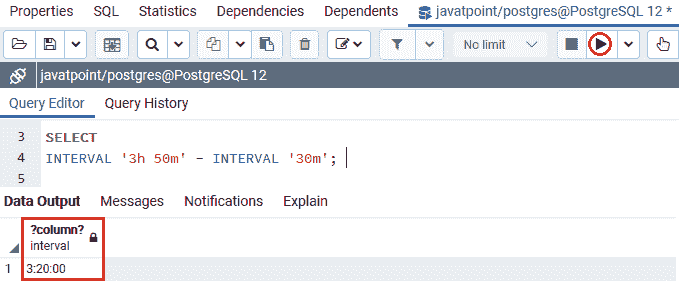 Properties SQL Statistics Dependencies Dependents javatpoint/postgres@PostgreSQL 12 *
No limit
javatpoint/postgres@PostgreSQL 12
Query Editor Query History
3 SELECT
4 INTERVAL '3h 50m' - INTERVAL '30m';
5
Data Output Messages Notifications Explain
?column?
interval
1 3:20:00